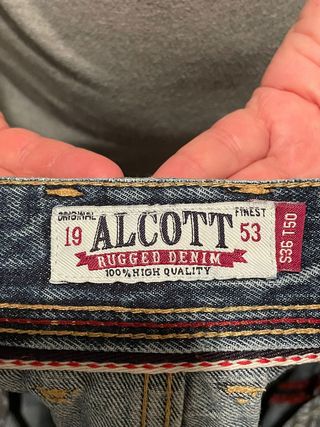 ORIGINAL FINEST
19 ALCOTT 53
RUGGED DENIM
100% HIGH QUALITY
S36 T50